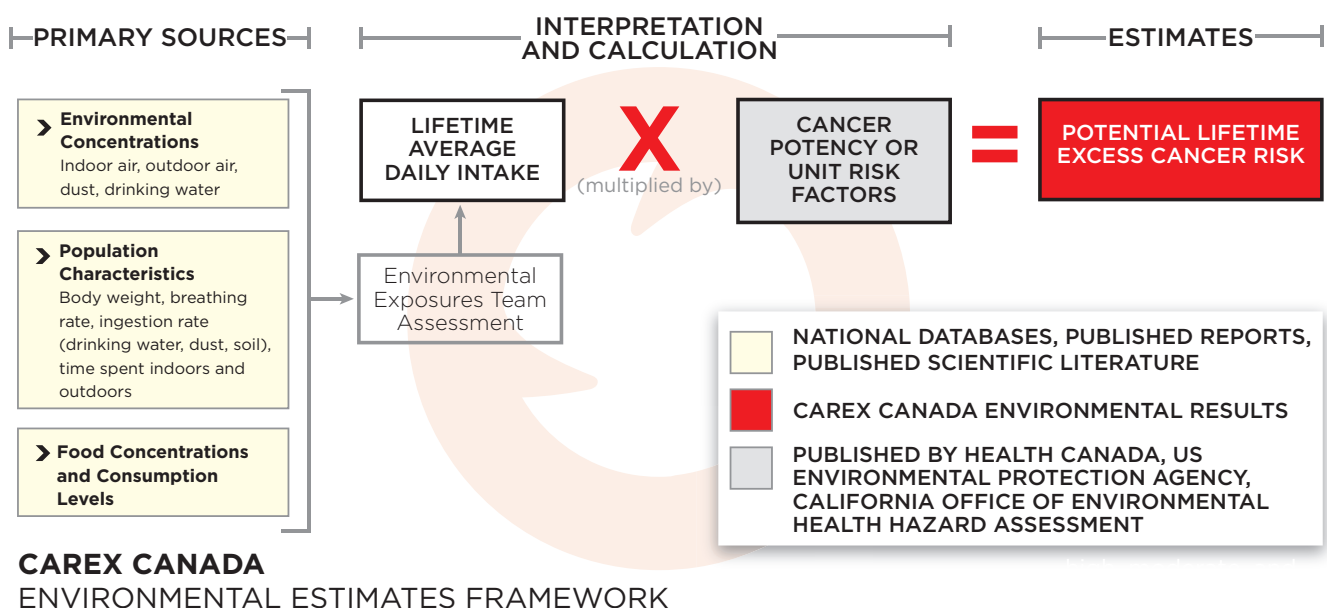 PRIMARY SOURCES
INTERPRETATION
AND CALCULATION
ESTIMATES
Environmental
Concentrations
Indoor air, outdoor air,
dust, drinking water
Population
Characteristics
Body weight, breathing
rate, ingestion rate
(drinking water, dust, soil),
time spent indoors and
outdoors
Food Concentrations
and Consumption
Levels
LIFETIME
AVERAGE
DAILY INTAKE
Environmental
Exposures Team
Assessment
X
(multiplied by)
CANCER
POTENCY OR
UNIT RISK
FACTORS
=
POTENTIAL LIFETIME
EXCESS CANCER RISK
NATIONAL DATABASES, PUBLISHED REPORTS,
PUBLISHED SCIENTIFIC LITERATURE
CAREX CANADA ENVIRONMENTAL RESULTS
PUBLISHED BY HEALTH CANADA, US
ENVIRONMENTAL PROTECTION AGENCY,
CALIFORNIA OFFICE OF ENVIRONMENTAL
HEALTH HAZARD ASSESSMENT
CAREX CANADA
ENVIRONMENTAL ESTIMATES FRAMEWORK